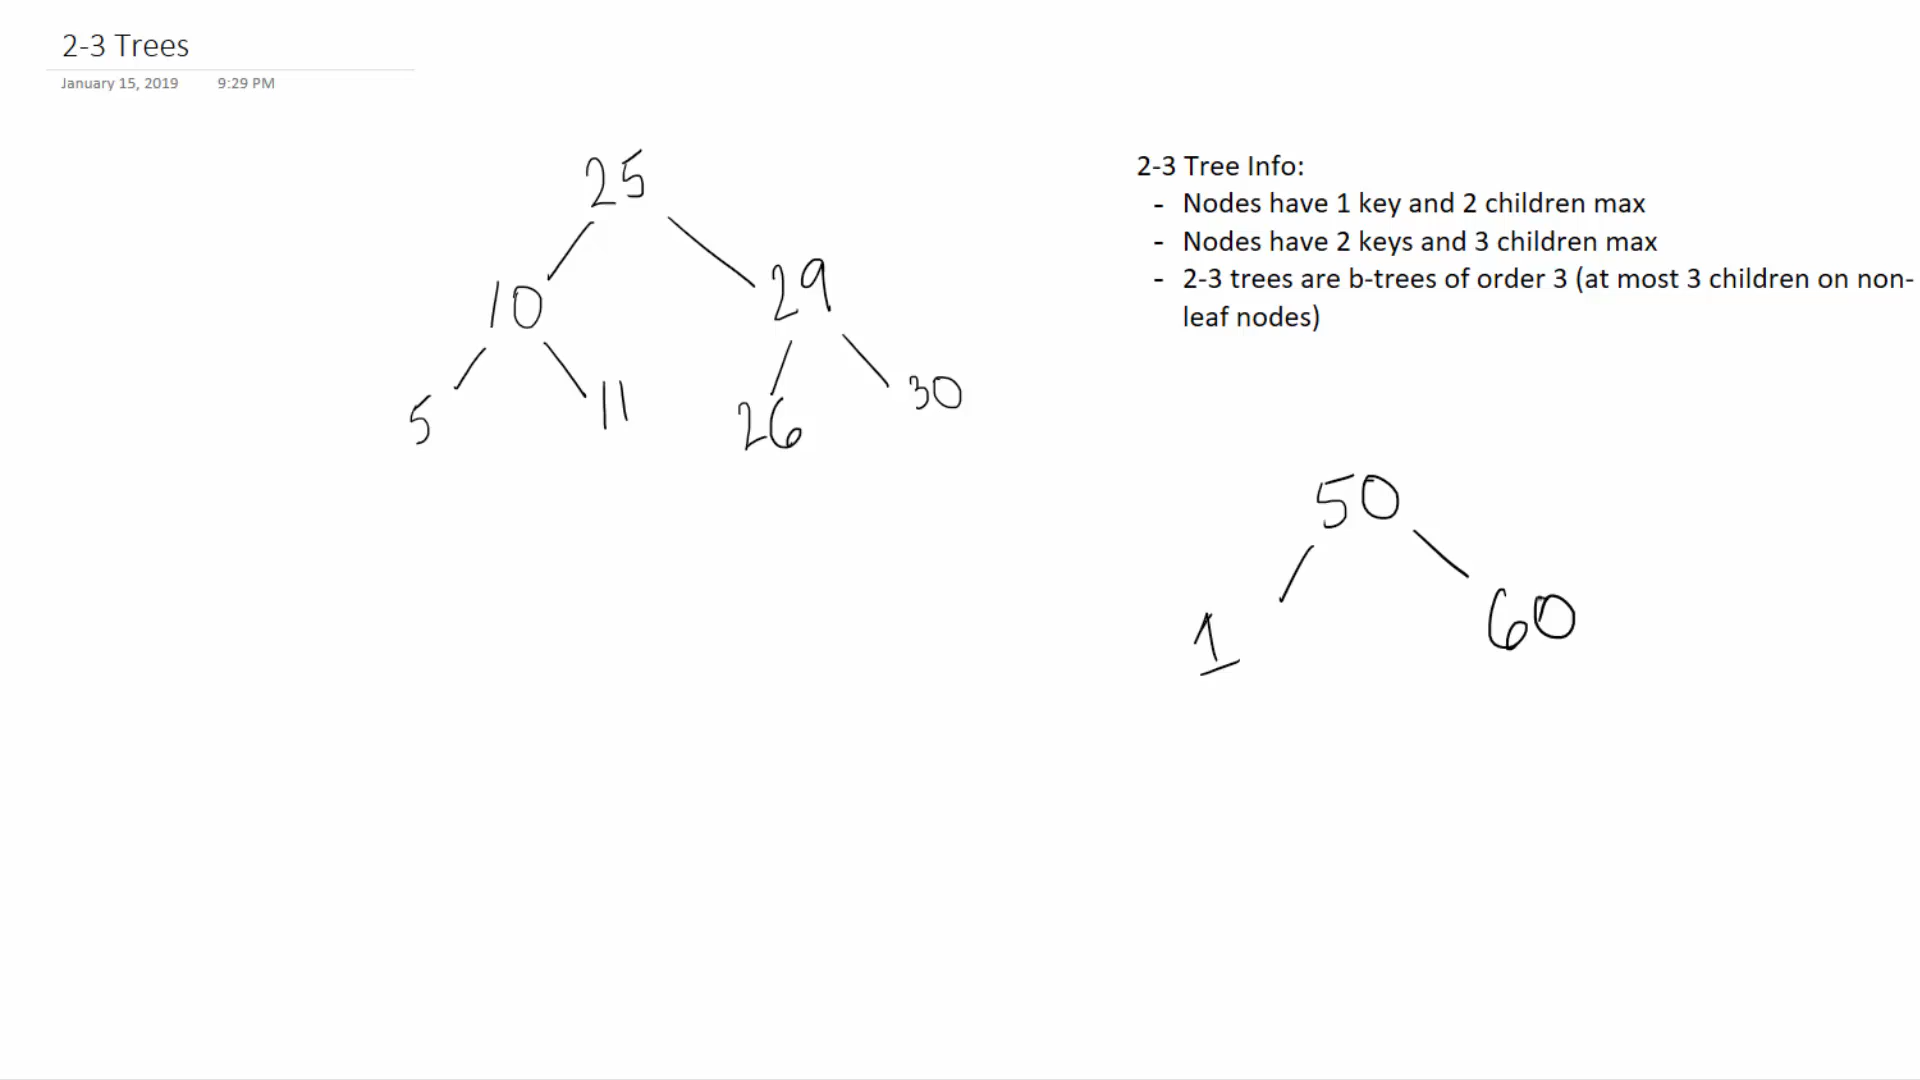 2-3 Trees
January 15, 2019 9:29 PM
25
10 29
5 11 26 30
2-3 Tree Info:
- Nodes have 1 key and 2 children max
- Nodes have 2 keys and 3 children max
- 2-3 trees are b-trees of order 3 (at most 3 children on non-
leaf nodes)
50
1 60